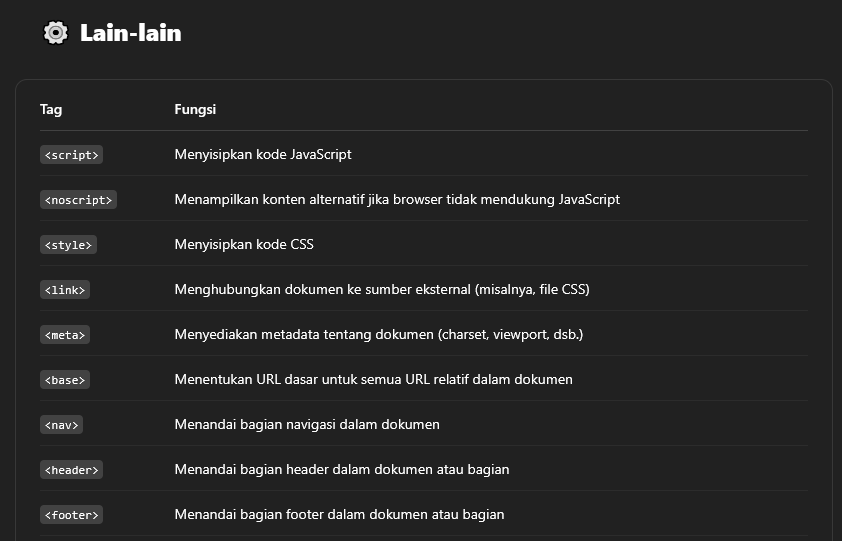 Lain-lain
Tag Fungsi
<script> Menyisipkan kode JavaScript
<noscript> Menampilkan konten alternatif jika browser tidak mendukung JavaScript
<style> Menyisipkan kode CSS
<link> Menghubungkan dokumen ke sumber eksternal (misalnya, file CSS)
<meta> Menyediakan metadata tentang dokumen (charset, viewport, dsb.)
<base> Menentukan URL dasar untuk semua URL relatif dalam dokumen
<nav> Menandai bagian navigasi dalam dokumen
<header> Menandai bagian header dalam dokumen atau bagian
<footer> Menandai bagian footer dalam dokumen atau bagian